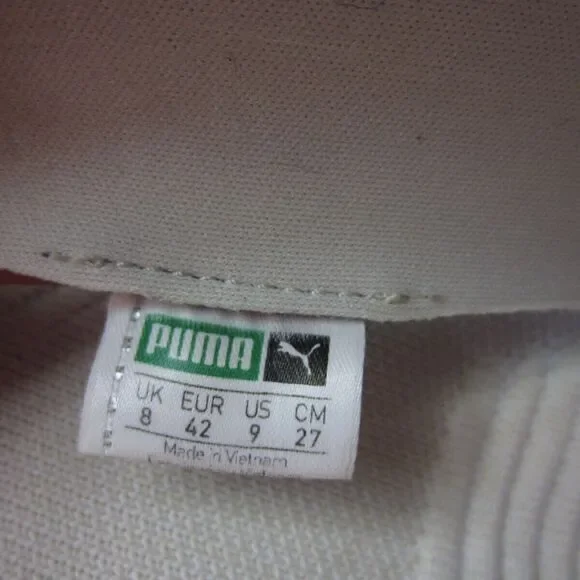 PUMA
UK EUR US CM
8 42 9 27
Made in Vietnam